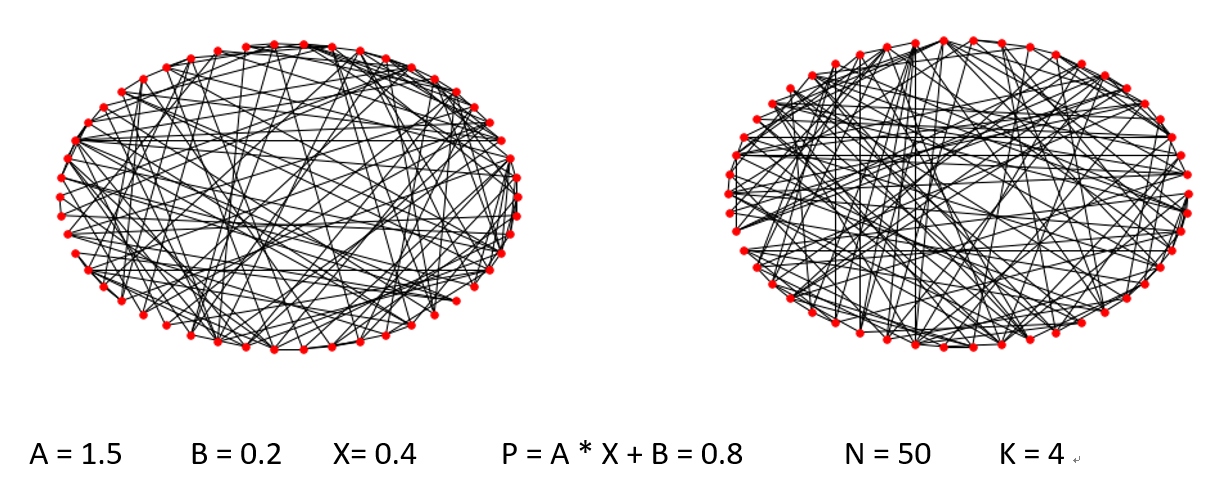 A = 1.5 B = 0.2 X= 0.4 P = A * X + B = 0.8 N = 50 K = 4